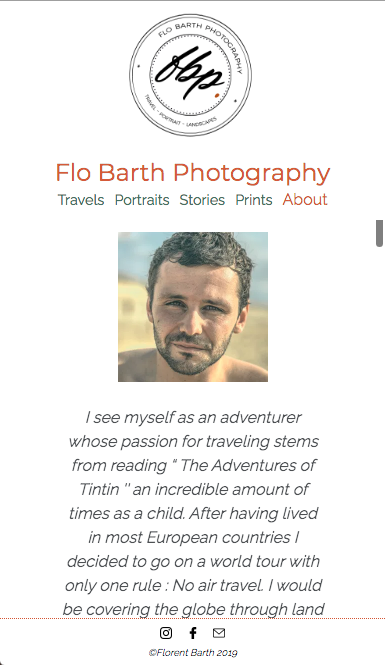 FLO BARTH PHOTOGRAPHY
fbp.
TRAVEL - PORTRAIT - LANDSCAPES
Flo Barth Photography
Travels Portraits Stories Prints About
I see myself as an adventurer
whose passion for traveling stems
from reading “ The Adventures of
Tintin '' an incredible amount of
times as a child. After having lived
in most European countries I
decided to go on a world tour with
only one rule : No air travel. I would
be covering the globe through land
©Florent Barth 2019